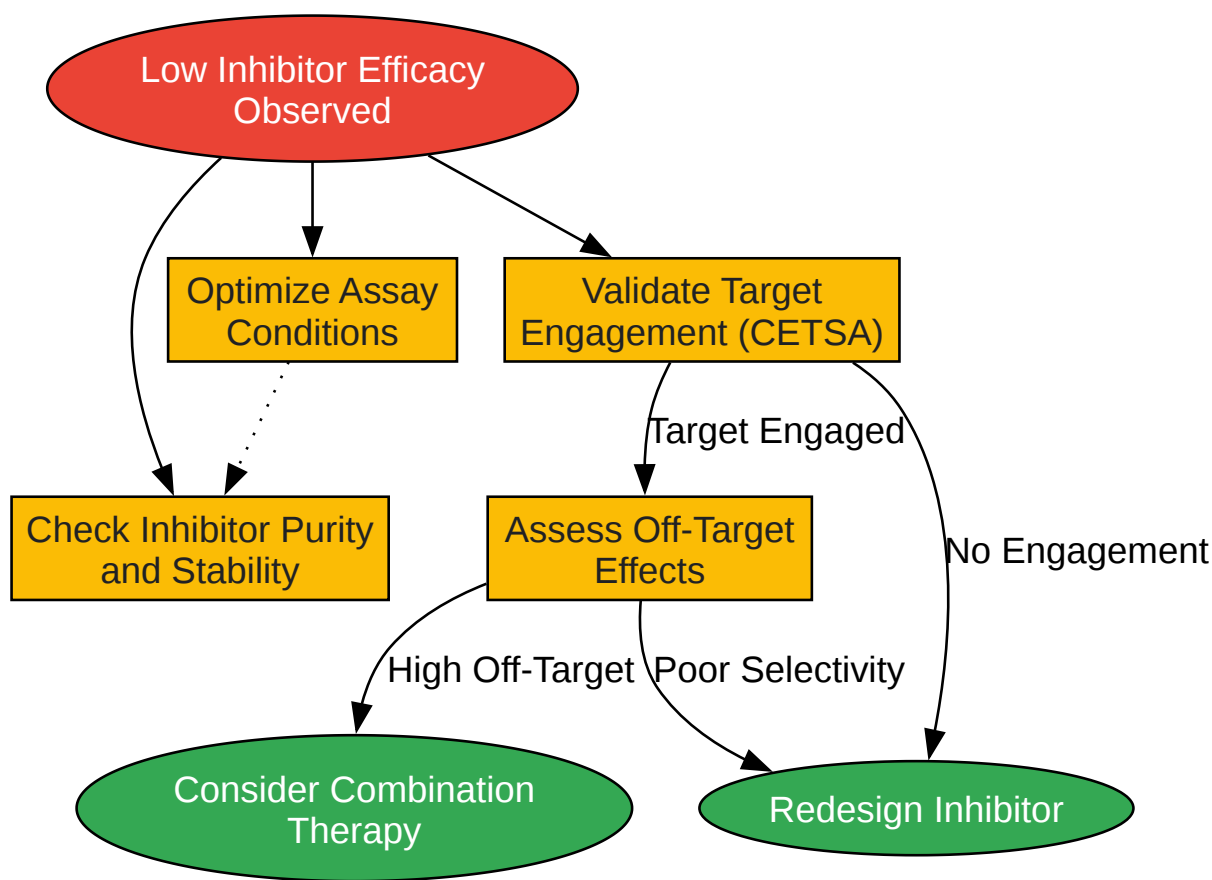 Low Inhibitor Efficacy
Observed
Optimize Assay
Conditions
Validate Target
Engagement (CETSA)
Target Engaged
Check Inhibitor Purity
and Stability
Assess Off-Target
Effects
No Engagement
High Off-Target
Poor Selectivity
Consider Combination
Therapy
Redesign Inhibitor